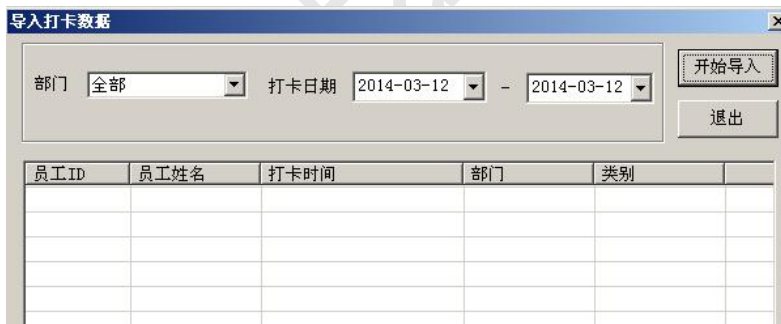 导入打卡数据
部门 全部 打卡日期 2014-03-12 - 2014-03-12 开始导入
退出
员工ID 员工姓名 打卡时间 部门 类别